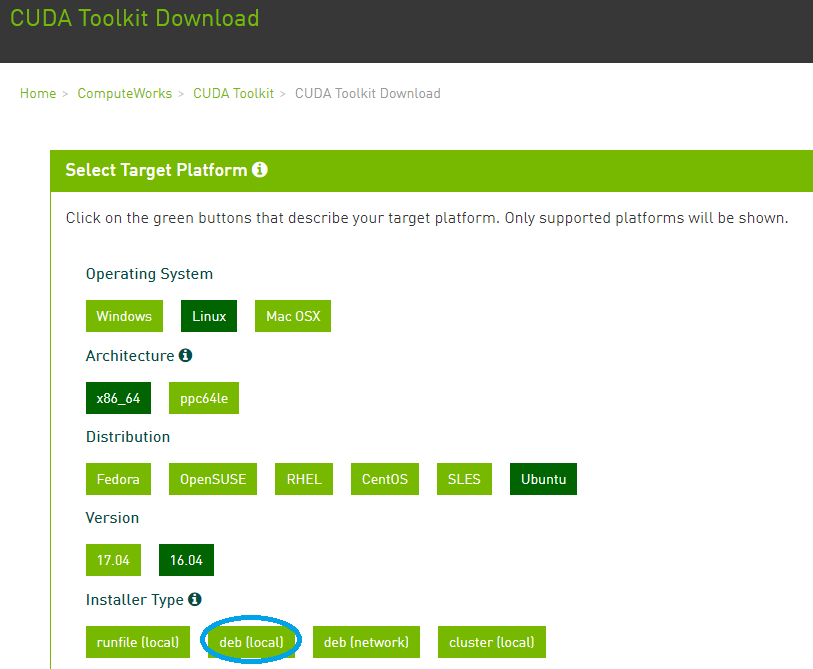 CUDA Toolkit Download
Home > ComputeWorks > CUDA Toolkit > CUDA Toolkit Download
Select Target Platform
Click on the green buttons that describe your target platform. Only supported platforms will be shown.
Operating System
Windows Linux Mac OSX
Architecture
x86_64 ppc64le
Distribution
Fedora OpenSUSE RHEL CentOS SLES Ubuntu
Version
17.04 16.04
Installer Type
runfile (local) deb (local) deb (network) cluster (local)